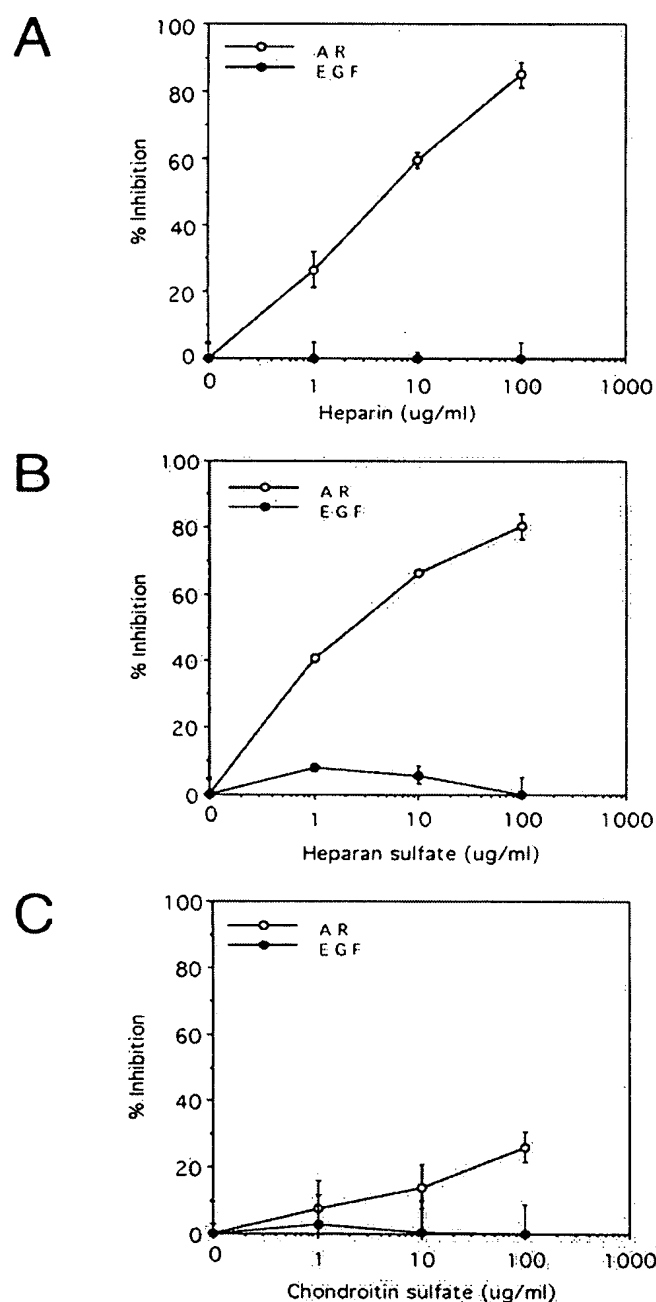 A
100
80
60
40
20
0
% Inhibition
AR
EGF
0 1 10 100 1000
Heparin (ug/ml)
B
100
80
60
40
20
0
% Inhibition
AR
EGF
0 1 10 100 1000
Heparan sulfate (ug/ml)
C
100
80
60
40
20
0
% Inhibition
AR
EGF
0 1 10 100 1000
Chondroitin sulfate (ug/ml)